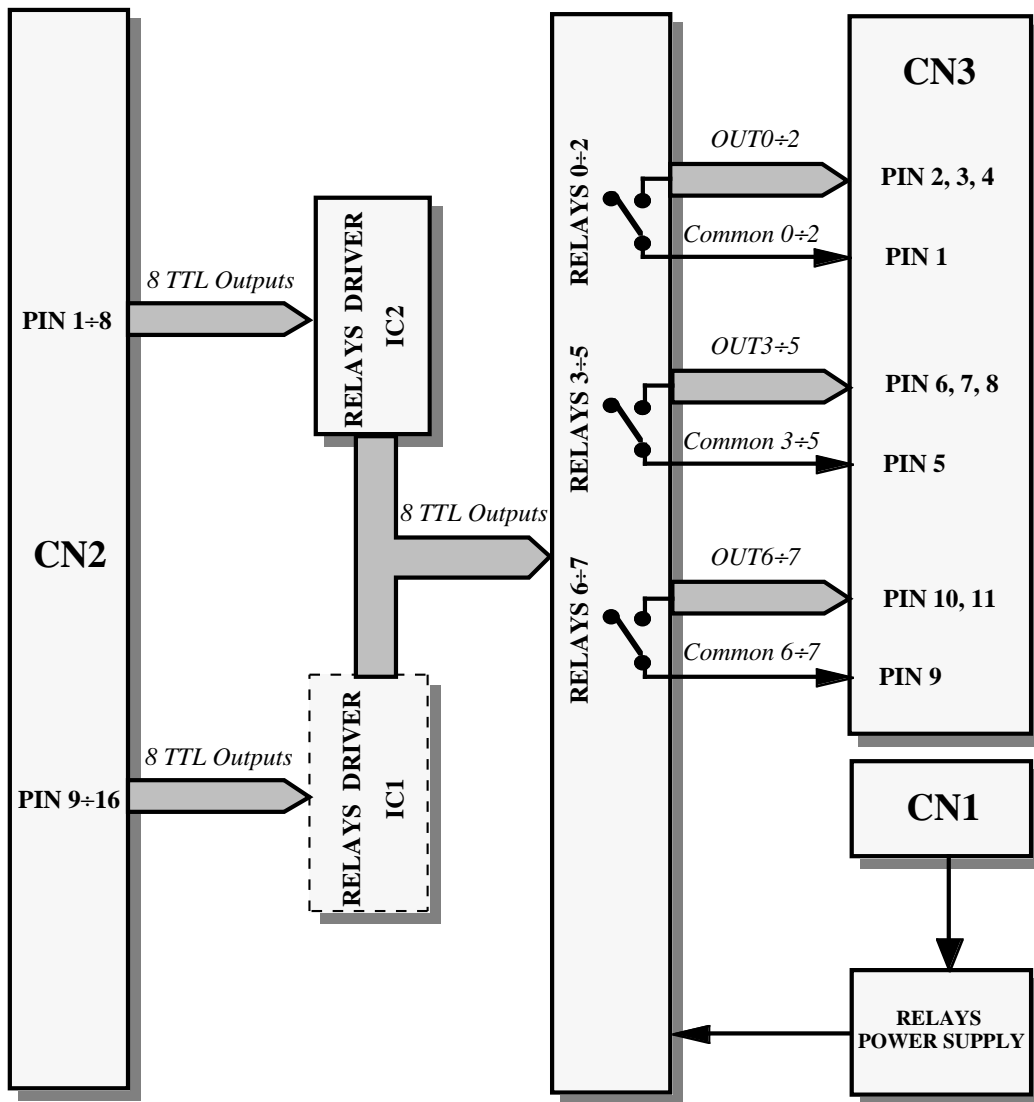 CN2
PIN 1÷8
8 TTL Outputs
RELAYS DRIVER
IC2
PIN 9÷16
8 TTL Outputs
RELAYS DRIVER
IC1
8 TTL Outputs
RELAYS 0÷2
RELAYS 3÷5
RELAYS 6÷7
OUT0÷2
Common 0÷2
OUT3÷5
Common 3÷5
OUT6÷7
Common 6÷7
CN3
PIN 2, 3, 4
PIN 1
PIN 6, 7, 8
PIN 5
PIN 10, 11
PIN 9
CN1
RELAYS
POWER SUPPLY